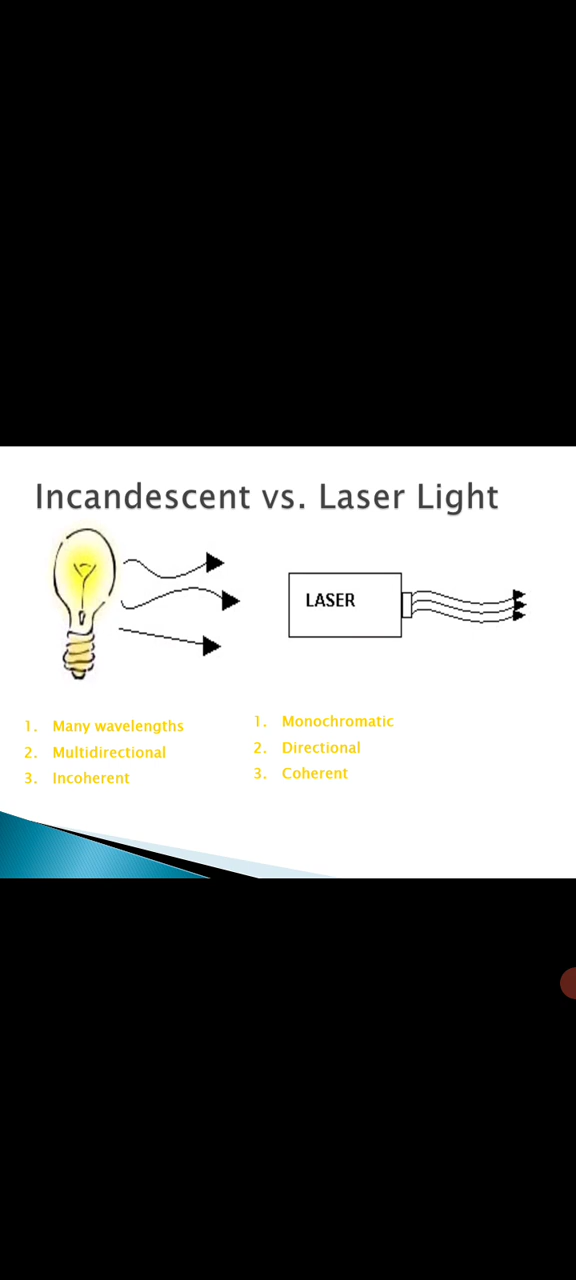 Incandescent vs. Laser Light
LASER
1. Many wavelengths
2. Multidirectional
3. Incoherent
1. Monochromatic
2. Directional
3. Coherent